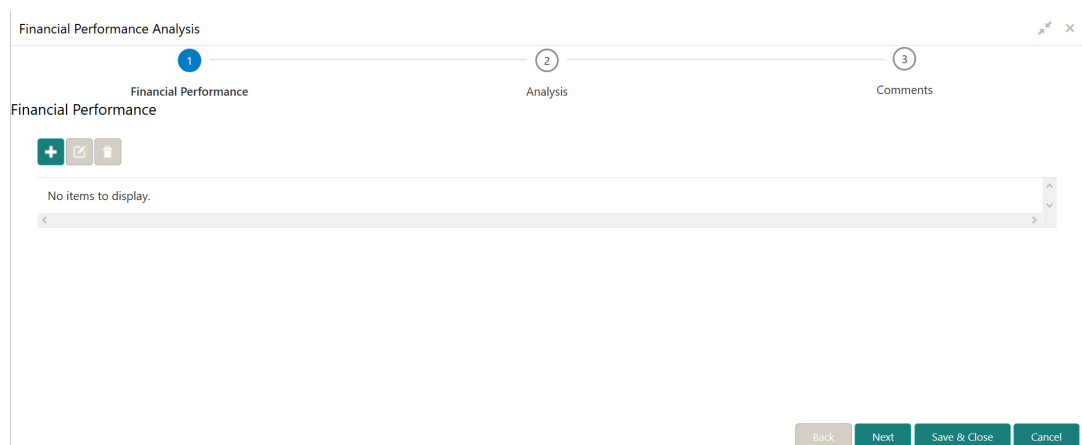 Financial Performance Analysis
1 2 3
Financial Performance Analysis Comments
Financial Performance
No items to display.
Back Next Save & Close Cancel